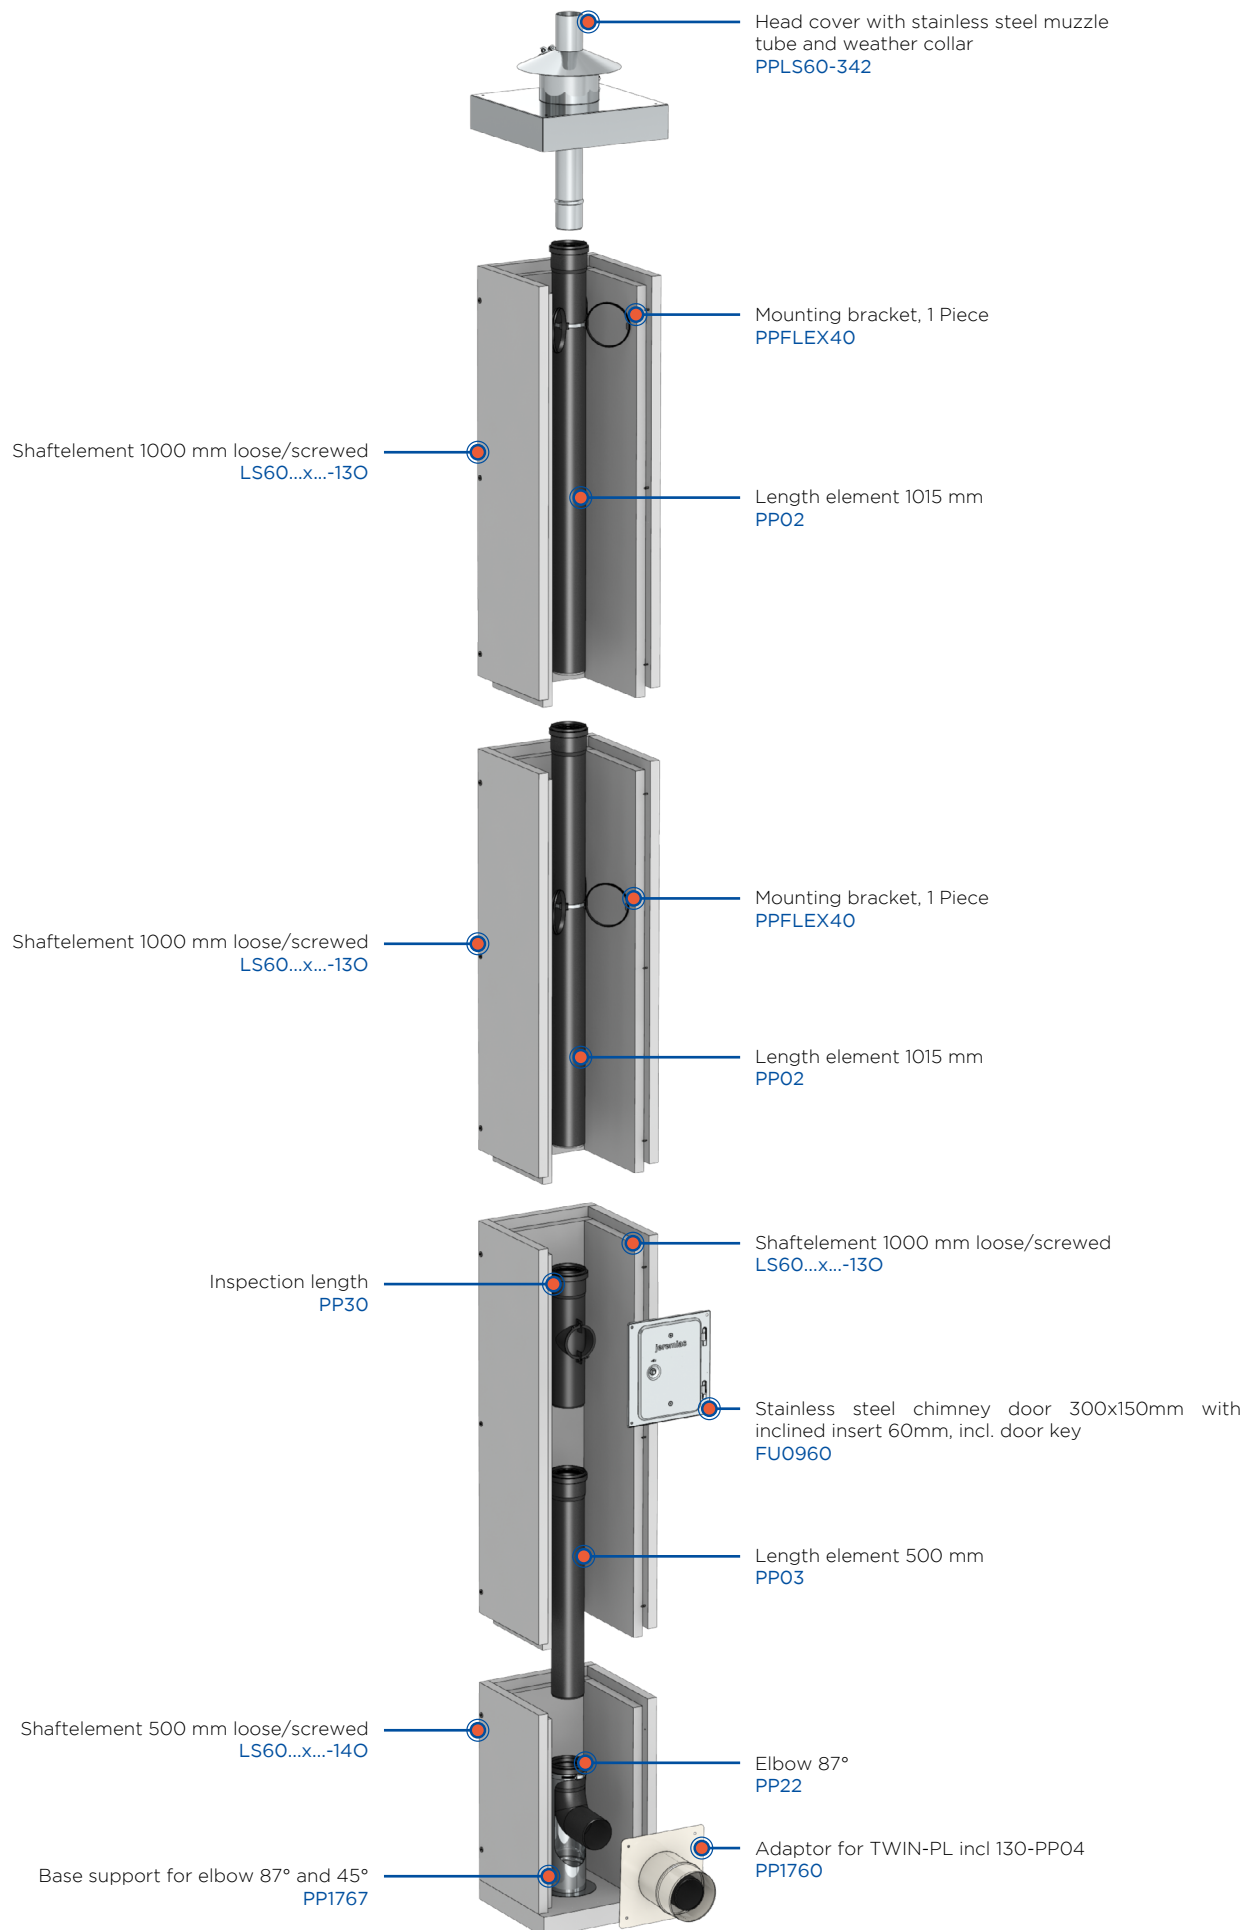 Head cover with stainless steel muzzle
tube and weather collar
PPLS60-342
Mounting bracket, 1 Piece
PPFLEX40
Shaftelement 1000 mm loose/screwed
LS60...x...-13O
Length element 1015 mm
PP02
Mounting bracket, 1 Piece
PPFLEX40
Shaftelement 1000 mm loose/screwed
LS60...x...-13O
Length element 1015 mm
PP02
Shaftelement 1000 mm loose/screwed
LS60...x...-13O
Inspection length
PP30
jeremias
Stainless steel chimney door 300x150mm with
inclined insert 60mm, incl. door key
FU0960
Length element 500 mm
PP03
Shaftelement 500 mm loose/screwed
LS60...x...-14O
Elbow 87°
PP22
Adaptor for TWIN-PL incl 130-PP04
PP1760
Base support for elbow 87° and 45°
PP1767